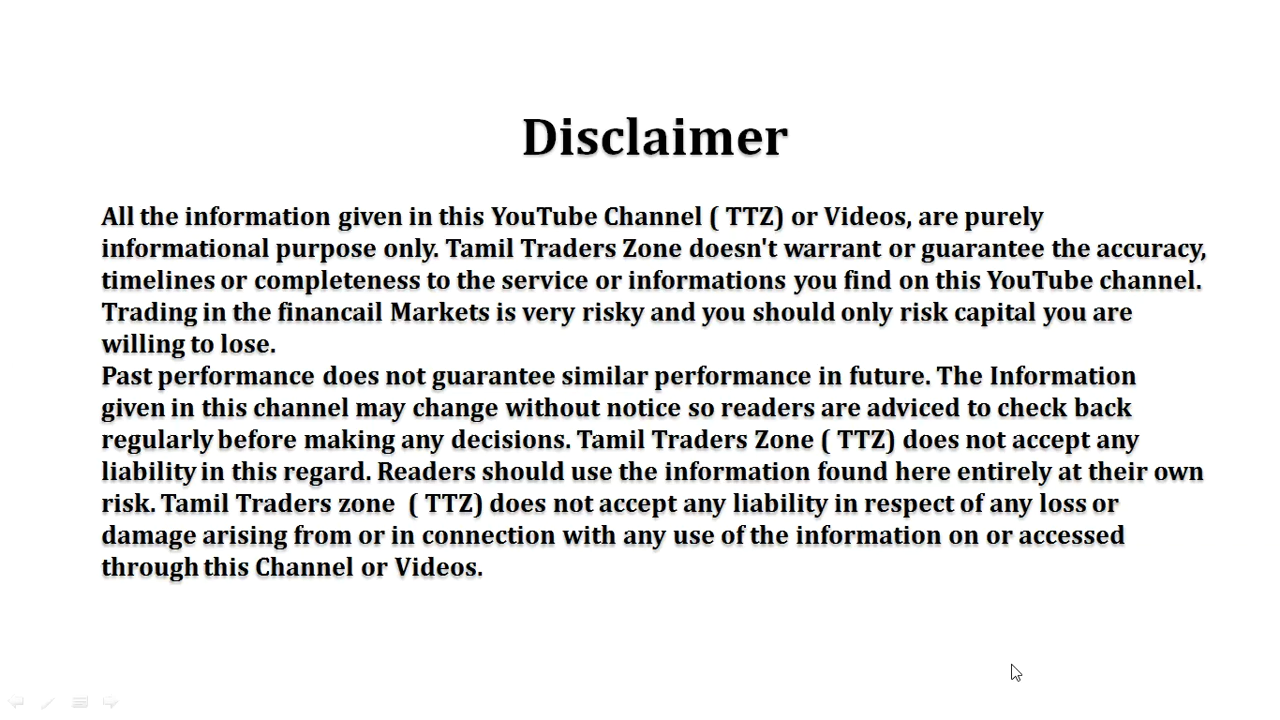 Disclaimer
All the information given in this YouTube Channel ( TTZ) or Videos, are purely
informational purpose only. Tamil Traders Zone doesn't warrant or guarantee the accuracy,
timelines or completeness to the service or informations you find on this YouTube channel.
Trading in the financail Markets is very risky and you should only risk capital you are
willing to lose.
Past performance does not guarantee similar performance in future. The Information
given in this channel may change without notice so readers are adviced to check back
regularly before making any decisions. Tamil Traders Zone ( TTZ) does not accept any
liability in this regard. Readers should use the information found here entirely at their own
risk. Tamil Traders zone  ( TTZ) does not accept any liability in respect of any loss or
damage arising from or in connection with any use of the information on or accessed
through this Channel or Videos.